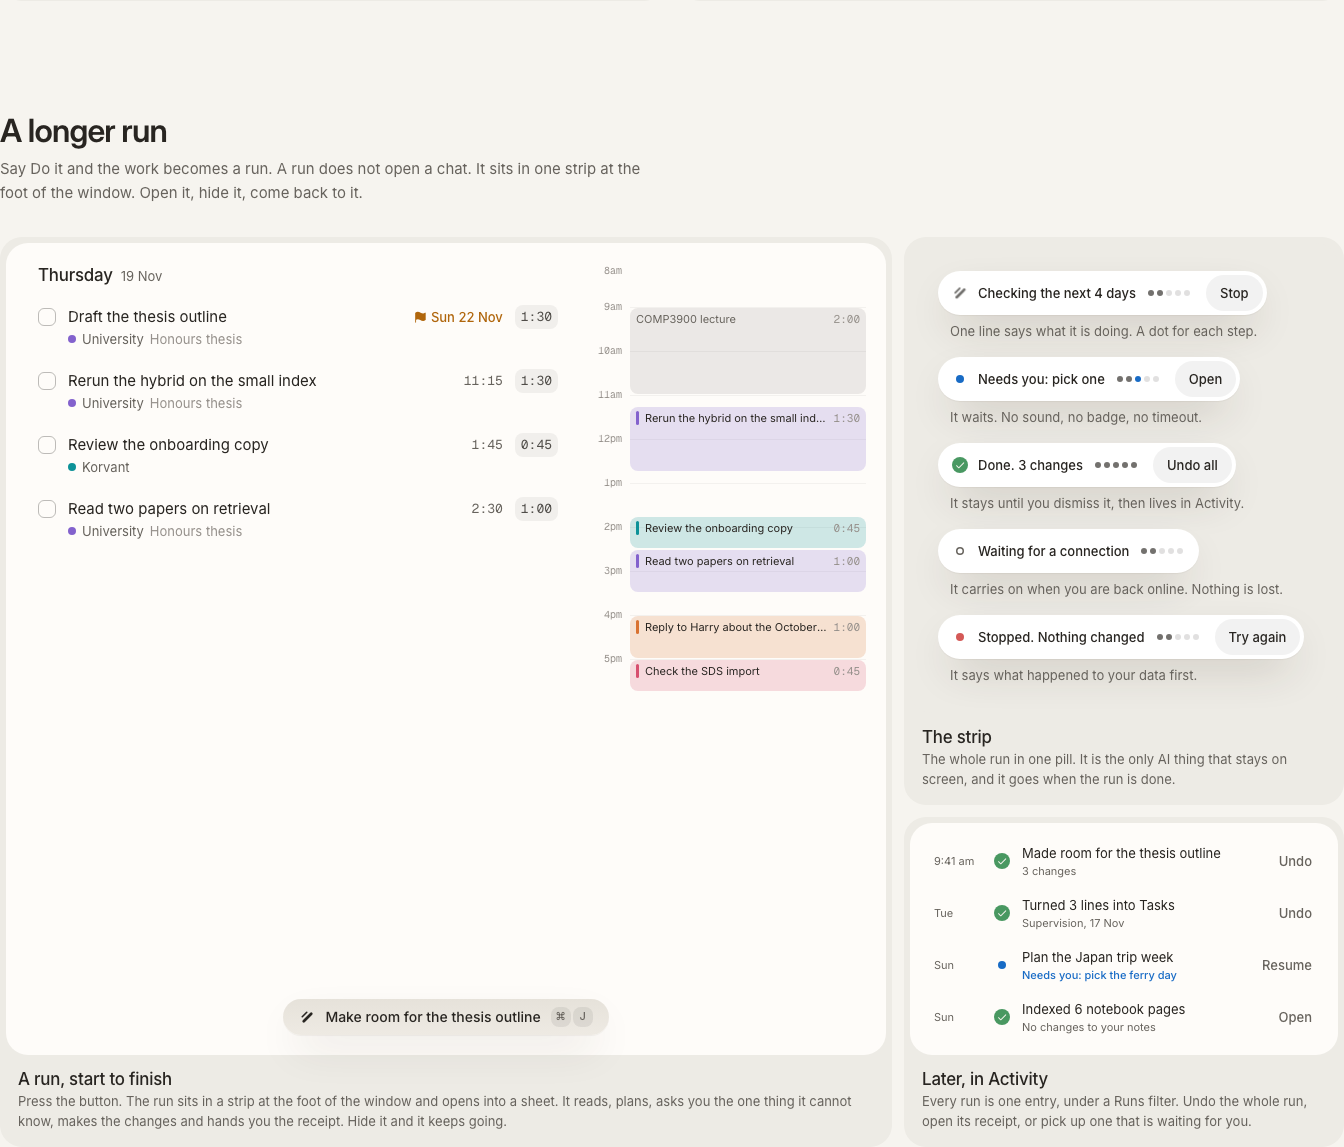 A longer run
Say Do it and the work becomes a run. A run does not open a chat. It sits in one strip at the
foot of the window. Open it, hide it, come back to it.
Thursday 19 Nov
Draft the thesis outline Sun 22 Nov 1:30
University Honours thesis
Rerun the hybrid on the small index 11:15 1:30
University Honours thesis
Review the onboarding copy 1:45 0:45
Korvant
Read two papers on retrieval 2:30 1:00
University Honours thesis
8am
9am
COMP3900 lecture 2:00
10am
11am
Rerun the hybrid on the small ind... 1:30
12pm
1pm
2pm
Review the onboarding copy 0:45
Read two papers on retrieval 1:00
3pm
4pm
Reply to Harry about the October... 1:00
5pm
Check the SDS import 0:45
Make room for the thesis outline ⌘ J
A run, start to finish
Press the button. The run sits in a strip at the foot of the window and opens into a sheet. It reads, plans, asks you the one thing it cannot
know, makes the changes and hands you the receipt. Hide it and it keeps going.
Checking the next 4 days Stop
One line says what it is doing. A dot for each step.
Needs you: pick one Open
It waits. No sound, no badge, no timeout.
Done. 3 changes Undo all
It stays until you dismiss it, then lives in Activity.
Waiting for a connection
It carries on when you are back online. Nothing is lost.
Stopped. Nothing changed Try again
It says what happened to your data first.
The strip
The whole run in one pill. It is the only AI thing that stays on
screen, and it goes when the run is done.
9:41 am Made room for the thesis outline Undo
3 changes
Tue Turned 3 lines into Tasks Undo
Supervision, 17 Nov
Sun Plan the Japan trip week Resume
Needs you: pick the ferry day
Sun Indexed 6 notebook pages Open
No changes to your notes
Later, in Activity
Every run is one entry, under a Runs filter. Undo the whole run,
open its receipt, or pick up one that is waiting for you.